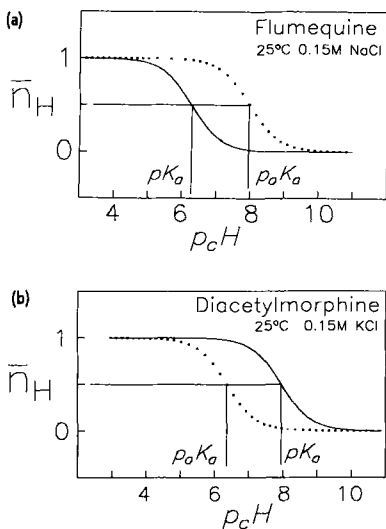 (a)
Flumequine
25°C 0.15M NaCl
1
n̅H
0
pKa
poKa
4 6 8 10
pcH
(b)
Diacetylmorphine
25°C 0.15M KCl
1
n̅H
0
poKa
pKa
4 6 8 10
pcH